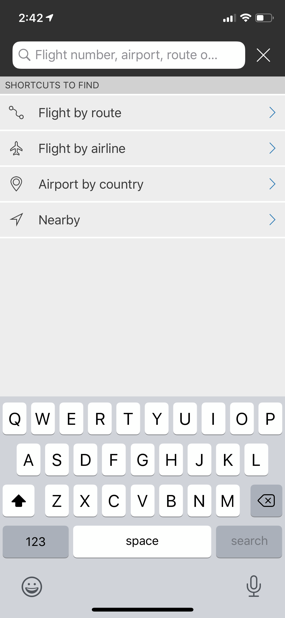 2:42
Flight number, airport, route o...
SHORTCUTS TO FIND
Flight by route
Flight by airline
Airport by country
Nearby
Q W E R T Y U I O P
A S D F G H J K L
Z X C V B N M
123 space search